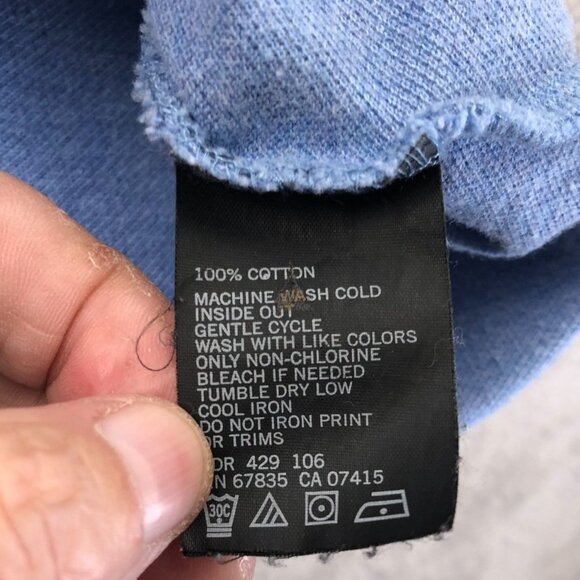 100% COTTON
MACHINE WASH COLD
INSIDE OUT
GENTLE CYCLE
WASH WITH LIKE COLORS
ONLY NON-CHLORINE
BLEACH IF NEEDED
TUMBLE DRY LOW
COOL IRON
DO NOT IRON PRINT
OR TRIMS
429 106
67835 CA 07415
30C